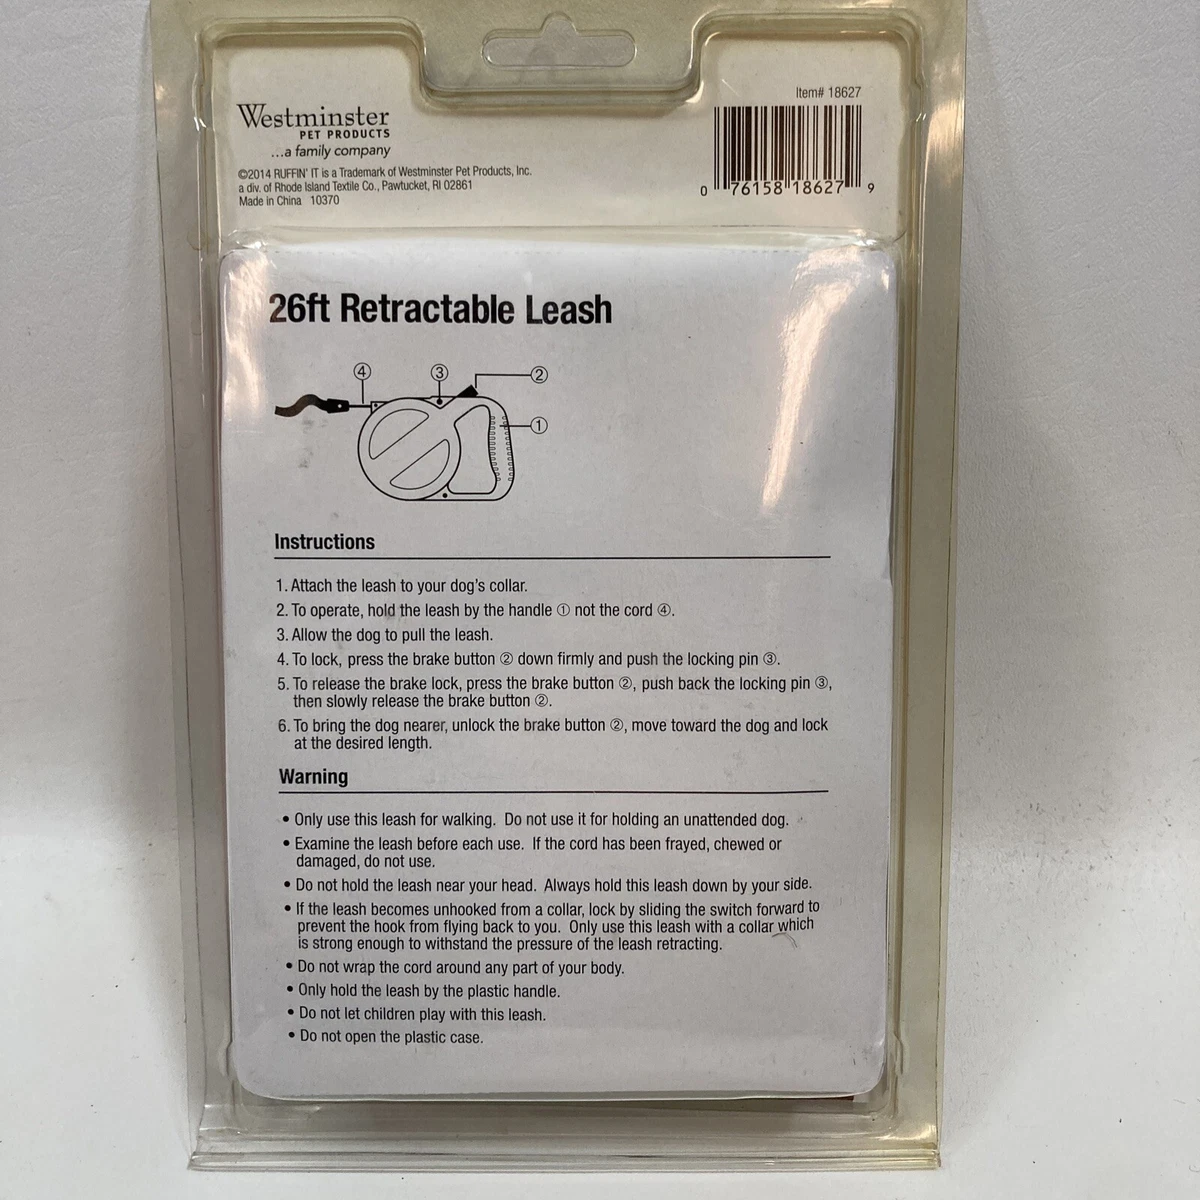 Westminster
PET PRODUCTS
...a family company
©2014 RUFFIN' IT is a Trademark of Westminster Pet Products, Inc.
a div. of Rhode Island Textile Co., Pawtucket, RI 02861
Made in China 10370
Item# 18627
0 76158 18627 9
26ft Retractable Leash
④ ③ ②
①
Instructions
1. Attach the leash to your dog's collar.
2. To operate, hold the leash by the handle ① not the cord ④.
3. Allow the dog to pull the leash.
4. To lock, press the brake button ② down firmly and push the locking pin ③.
5. To release the brake lock, press the brake button ②, push back the locking pin ③,
then slowly release the brake button ②.
6. To bring the dog nearer, unlock the brake button ②, move toward the dog and lock
at the desired length.
Warning
• Only use this leash for walking. Do not use it for holding an unattended dog.
• Examine the leash before each use. If the cord has been frayed, chewed or
damaged, do not use.
• Do not hold the leash near your head. Always hold this leash down by your side.
• If the leash becomes unhooked from a collar, lock by sliding the switch forward to
prevent the hook from flying back to you. Only use this leash with a collar which
is strong enough to withstand the pressure of the leash retracting.
• Do not wrap the cord around any part of your body.
• Only hold the leash by the plastic handle.
• Do not let children play with this leash.
• Do not open the plastic case.